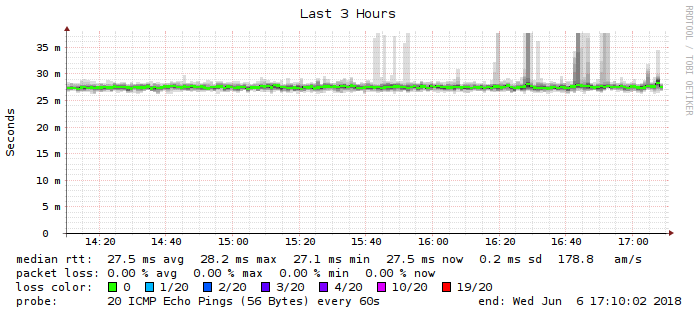 Last 3 Hours
RRDTOOL / TOBI OETIKER
Seconds
35 m
30 m
25 m
20 m
15 m
10 m
5 m
0
14:20 14:40 15:00 15:20 15:40 16:00 16:20 16:40 17:00
median rtt: 27.5 ms avg 28.2 ms max 27.1 ms min 27.5 ms now 0.2 ms sd 178.8 am/s
packet loss: 0.00 % avg 0.00 % max 0.00 % min 0.00 % now
loss color: 0 1/20 2/20 3/20 4/20 10/20 19/20
probe: 20 ICMP Echo Pings (56 Bytes) every 60s end: Wed Jun 6 17:10:02 2018